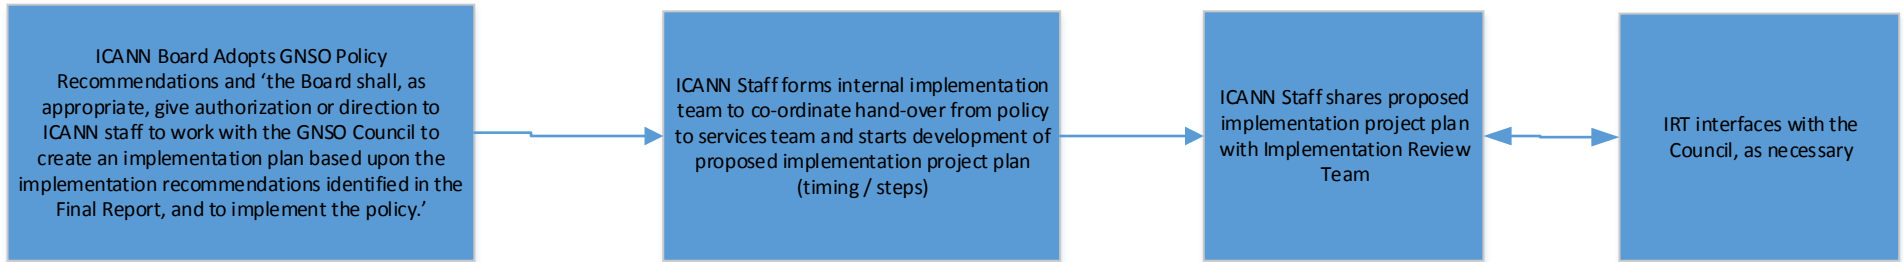 ICANN Board Adopts GNSO Policy
Recommendations and ‘the Board shall, as
appropriate, give authorization or direction to
ICANN staff to work with the GNSO Council to
create an implementation plan based upon the
implementation recommendations identified in the
Final Report, and to implement the policy.’
ICANN Staff forms internal implementation
team to co-ordinate hand-over from policy
to services team and starts development of
proposed implementation project plan
(timing / steps)
ICANN Staff shares proposed
implementation project plan
with Implementation Review
Team
IRT interfaces with the
Council, as necessary